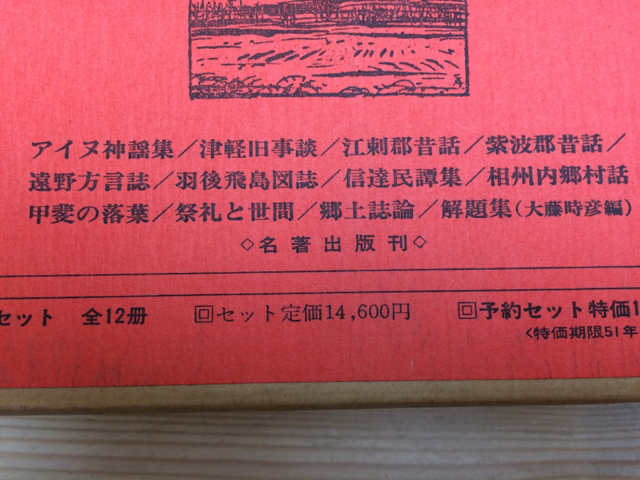 アイヌ神謡集／津軽旧事談／江刺郡昔話／紫波郡昔話／
遠野方言誌／羽後飛島図誌／信達民譚集／相州内郷村話
甲斐の落葉／祭礼と世間／郷土誌論／解題集(大藤時彦編)
◇名著出版刊◇
セット 全12冊 回セット定価14,600円 回予約セット特価1
<特価期限51年